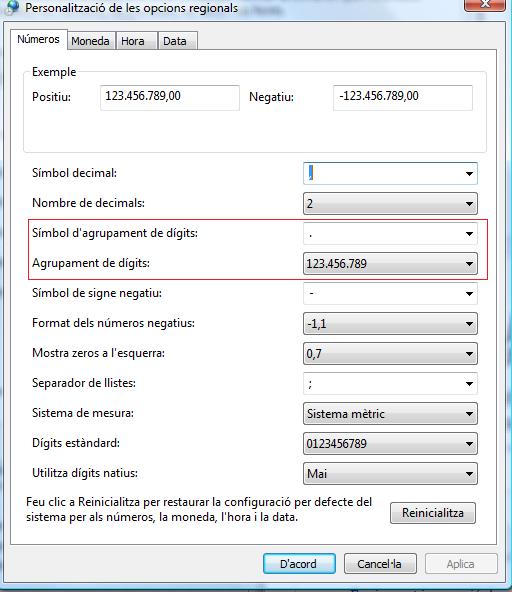 Personalització de les opcions regionals
Números Moneda Hora Data
Exemple
Positiu: 123.456.789,00 Negatiu: -123.456.789,00
Símbol decimal: ,
Nombre de decimals: 2
Símbol d'agrupament de dígits: .
Agrupament de dígits: 123.456.789
Símbol de signe negatiu: -
Format dels números negatius: -1,1
Mostra zeros a l'esquerra: 0,7
Separador de llistes: ;
Sistema de mesura: Sistema mètric
Dígits estàndard: 0123456789
Utilitza dígits natius: Mai
Feu clic a Reinicialitza per restaurar la configuració per defecte del
sistema per als números, la moneda, l'hora i la data.
Reinicialitza
D'acord Cancel·la Aplica